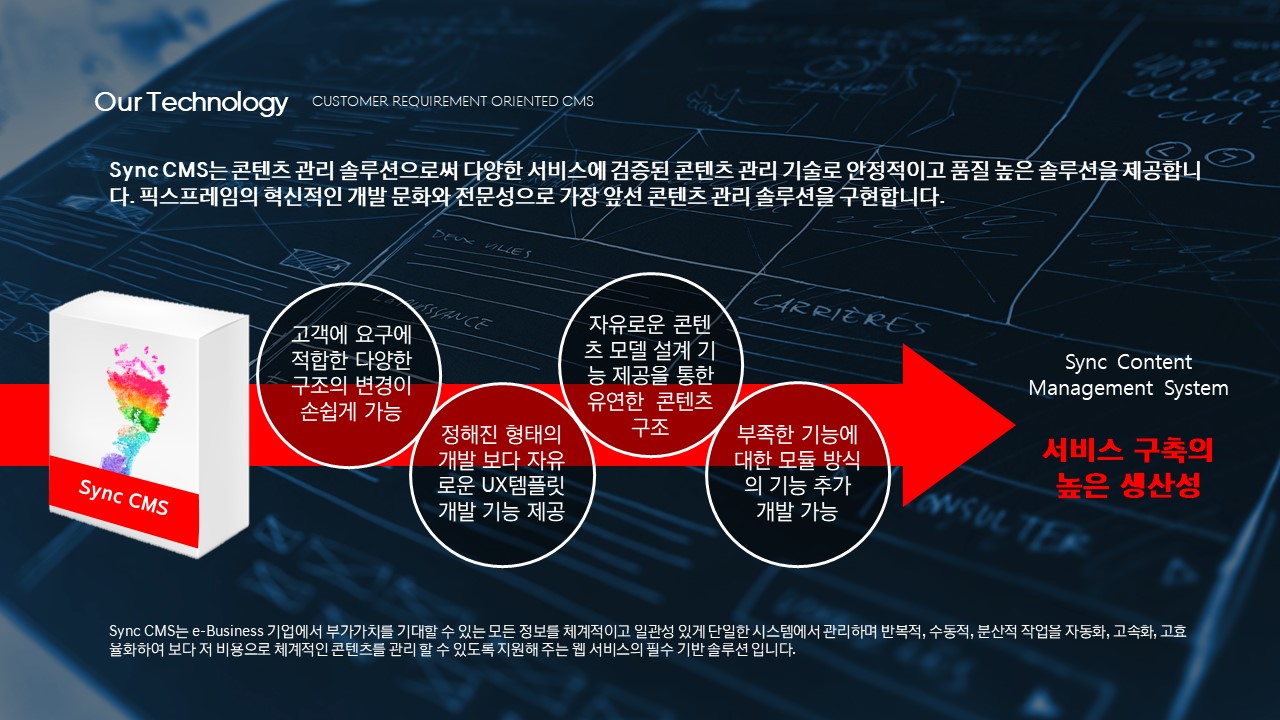 Our Technology CUSTOMER REQUIREMENT ORIENTED CMS
Sync CMS는 콘텐츠 관리 솔루션으로써 다양한 서비스에 검증된 콘텐츠 관리 기술로 안정적이고 품질 높은 솔루션을 제공합니
다. 픽스프레임의 혁신적인 개발 문화와 전문성으로 가장 앞선 콘텐츠 관리 솔루션을 구현합니다.
DEUX VILLES
CARRIÈRES
Sync CMS
고객에 요구에
적합한 다양한
구조의 변경이
손쉽게 가능
정해진 형태의
개발 보다 자유
로운 UX템플릿
개발 기능 제공
자유로운 콘텐
츠 모델 설계 기
능 제공을 통한
유연한 콘텐츠
구조
부족한 기능에
대한 모듈 방식
의 기능 추가
개발 가능
Sync Content
Management System
서비스 구축의
높은 생산성
Sync CMS는 e-Business 기업에서 부가가치를 기대할 수 있는 모든 정보를 체계적이고 일관성 있게 단일한 시스템에서 관리하며 반복적, 수동적, 분산적 작업을 자동화, 고속화, 고효
율화하여 보다 저 비용으로 체계적인 콘텐츠를 관리 할 수 있도록 지원해 주는 웹 서비스의 필수 기반 솔루션 입니다.